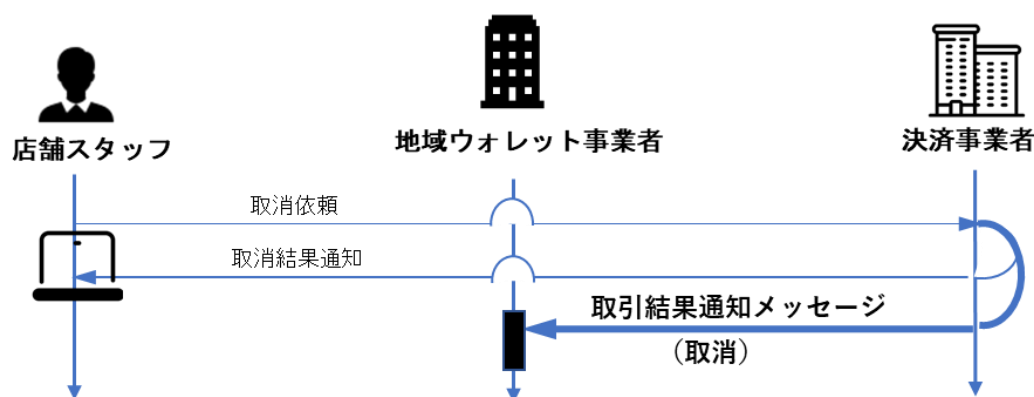 店舗スタッフ
地域ウォレット事業者
決済事業者
取消依頼
取消結果通知
取引結果通知メッセージ
（取消）